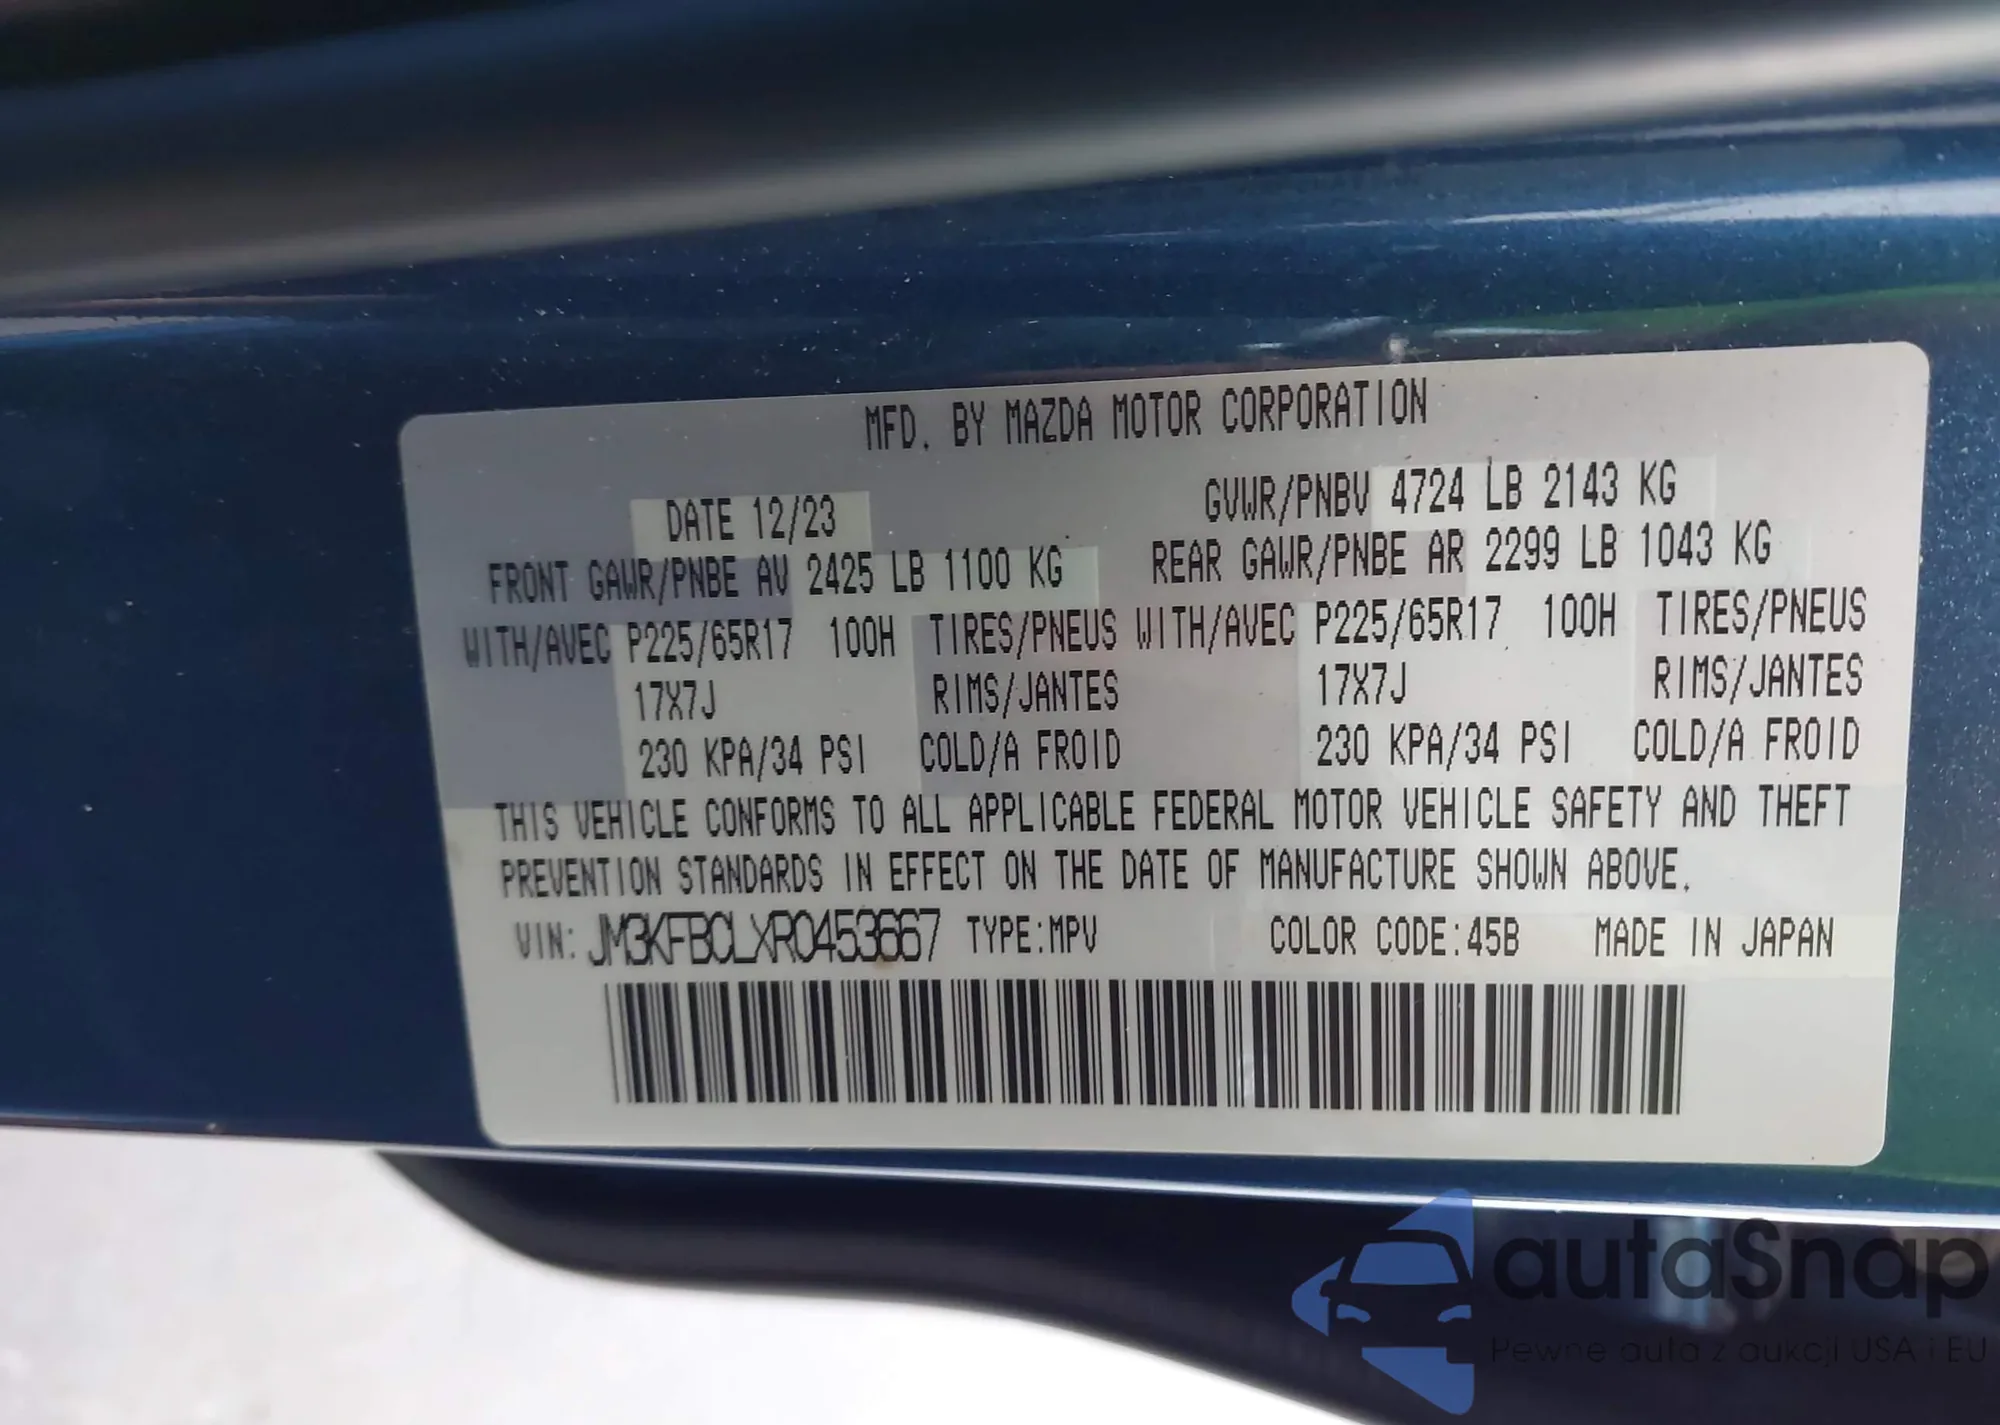 MFD. BY MAZDA MOTOR CORPORATION
DATE 12/23 GVWR/PNBV 4724 LB 2143 KG
FRONT GAWR/PNBE AV 2425 LB 1100 KG REAR GAWR/PNBE AR 2299 LB 1043 KG
WITH/AVEC P225/65R17 100H TIRES/PNEUS WITH/AVEC P225/65R17 100H TIRES/PNEUS
17X7J RIMS/JANTES 17X7J RIMS/JANTES
230 KPA/34 PSI COLD/A FROID 230 KPA/34 PSI COLD/A FROID
THIS VEHICLE CONFORMS TO ALL APPLICABLE FEDERAL MOTOR VEHICLE SAFETY AND THEFT
PREVENTION STANDARDS IN EFFECT ON THE DATE OF MANUFACTURE SHOWN ABOVE.
VIN: JM3KFBCLXR0453667 TYPE:MPV COLOR CODE:45B MADE IN JAPAN
autaSnap
Pewne auta z aukcji USA i EU